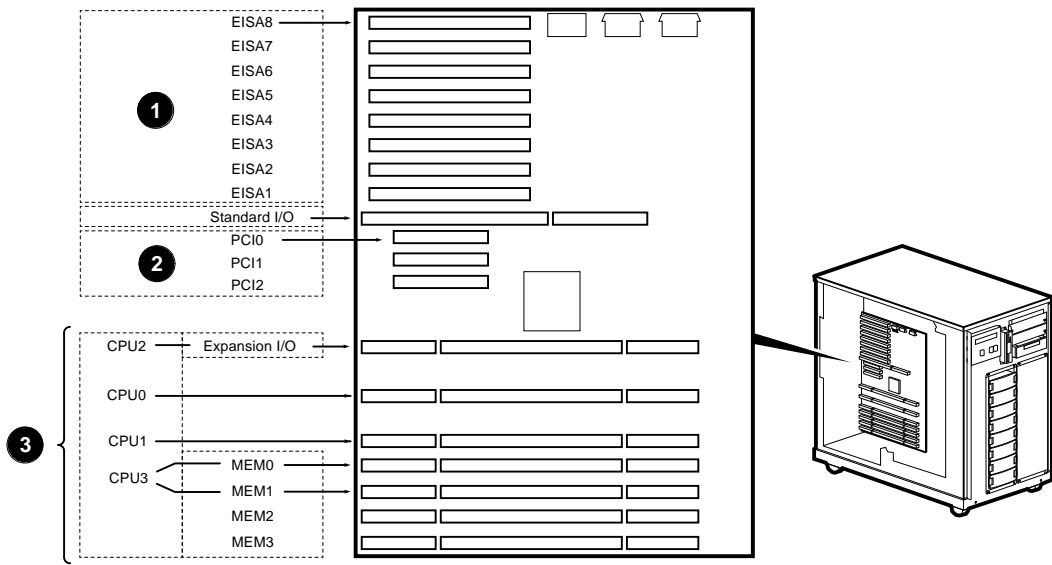 EISA8
EISA7
EISA6
EISA5
1
EISA4
EISA3
EISA2
EISA1
Standard I/O
PCI0
2
PCI1
PCI2
CPU2 Expansion I/O
CPU0
3
CPU1
MEM0
CPU3
MEM1
MEM2
MEM3